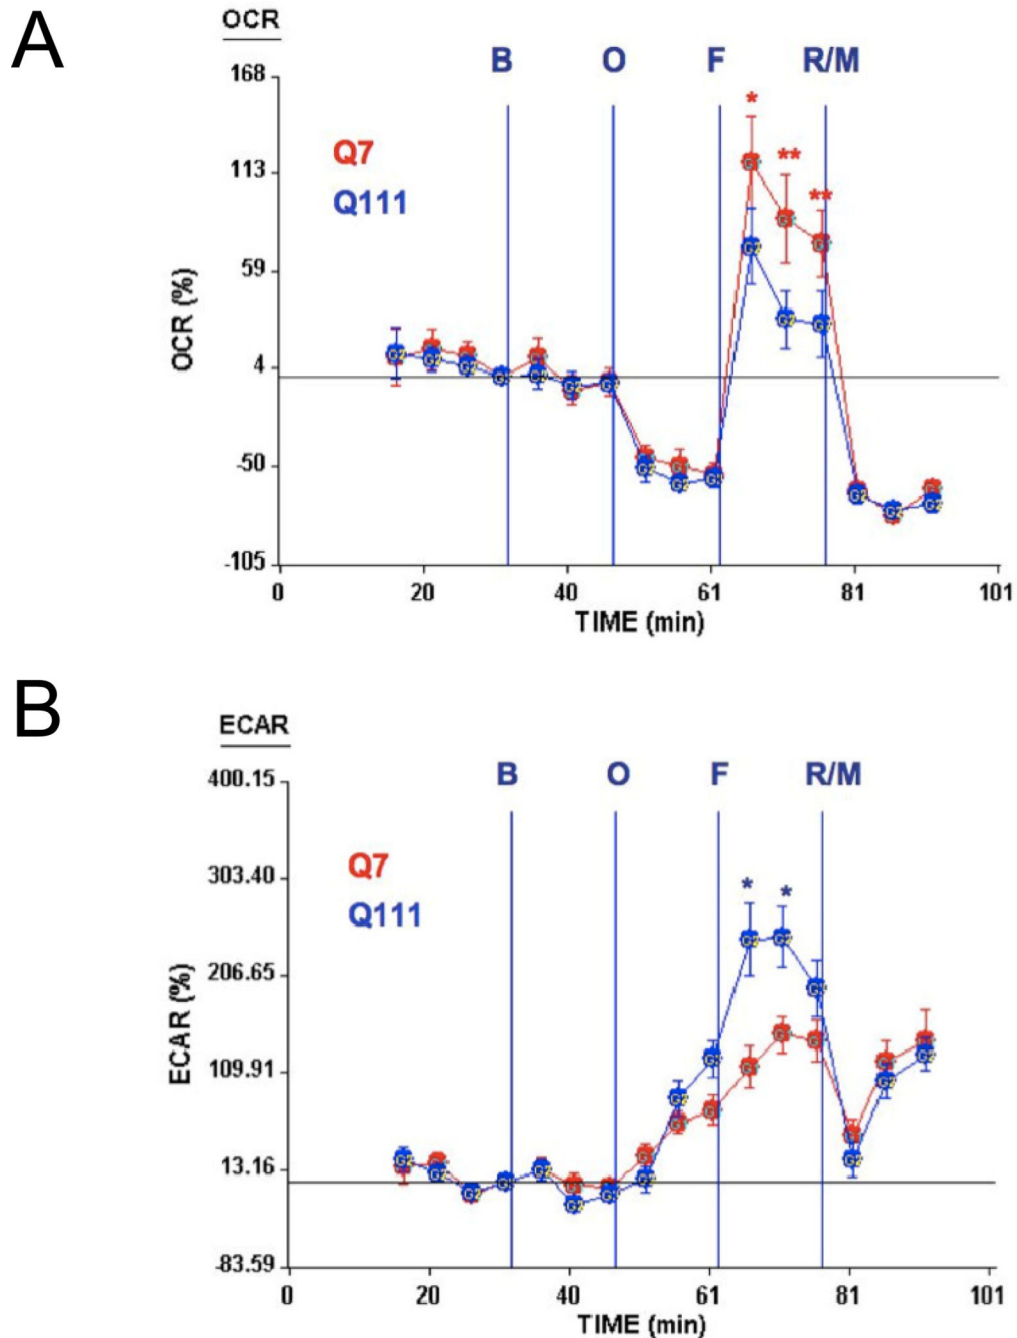 A
OCR
B O F R/M
168
*
Q7
**
113
**
Q111
59
OCR (%)
4
-50
-105
0 20 40 61 81 101
TIME (min)
B
ECAR
B O F R/M
400.15
303.40
Q7
* *
Q111
206.65
ECAR (%)
109.91
13.16
-83.59
0 20 40 61 81 101
TIME (min)